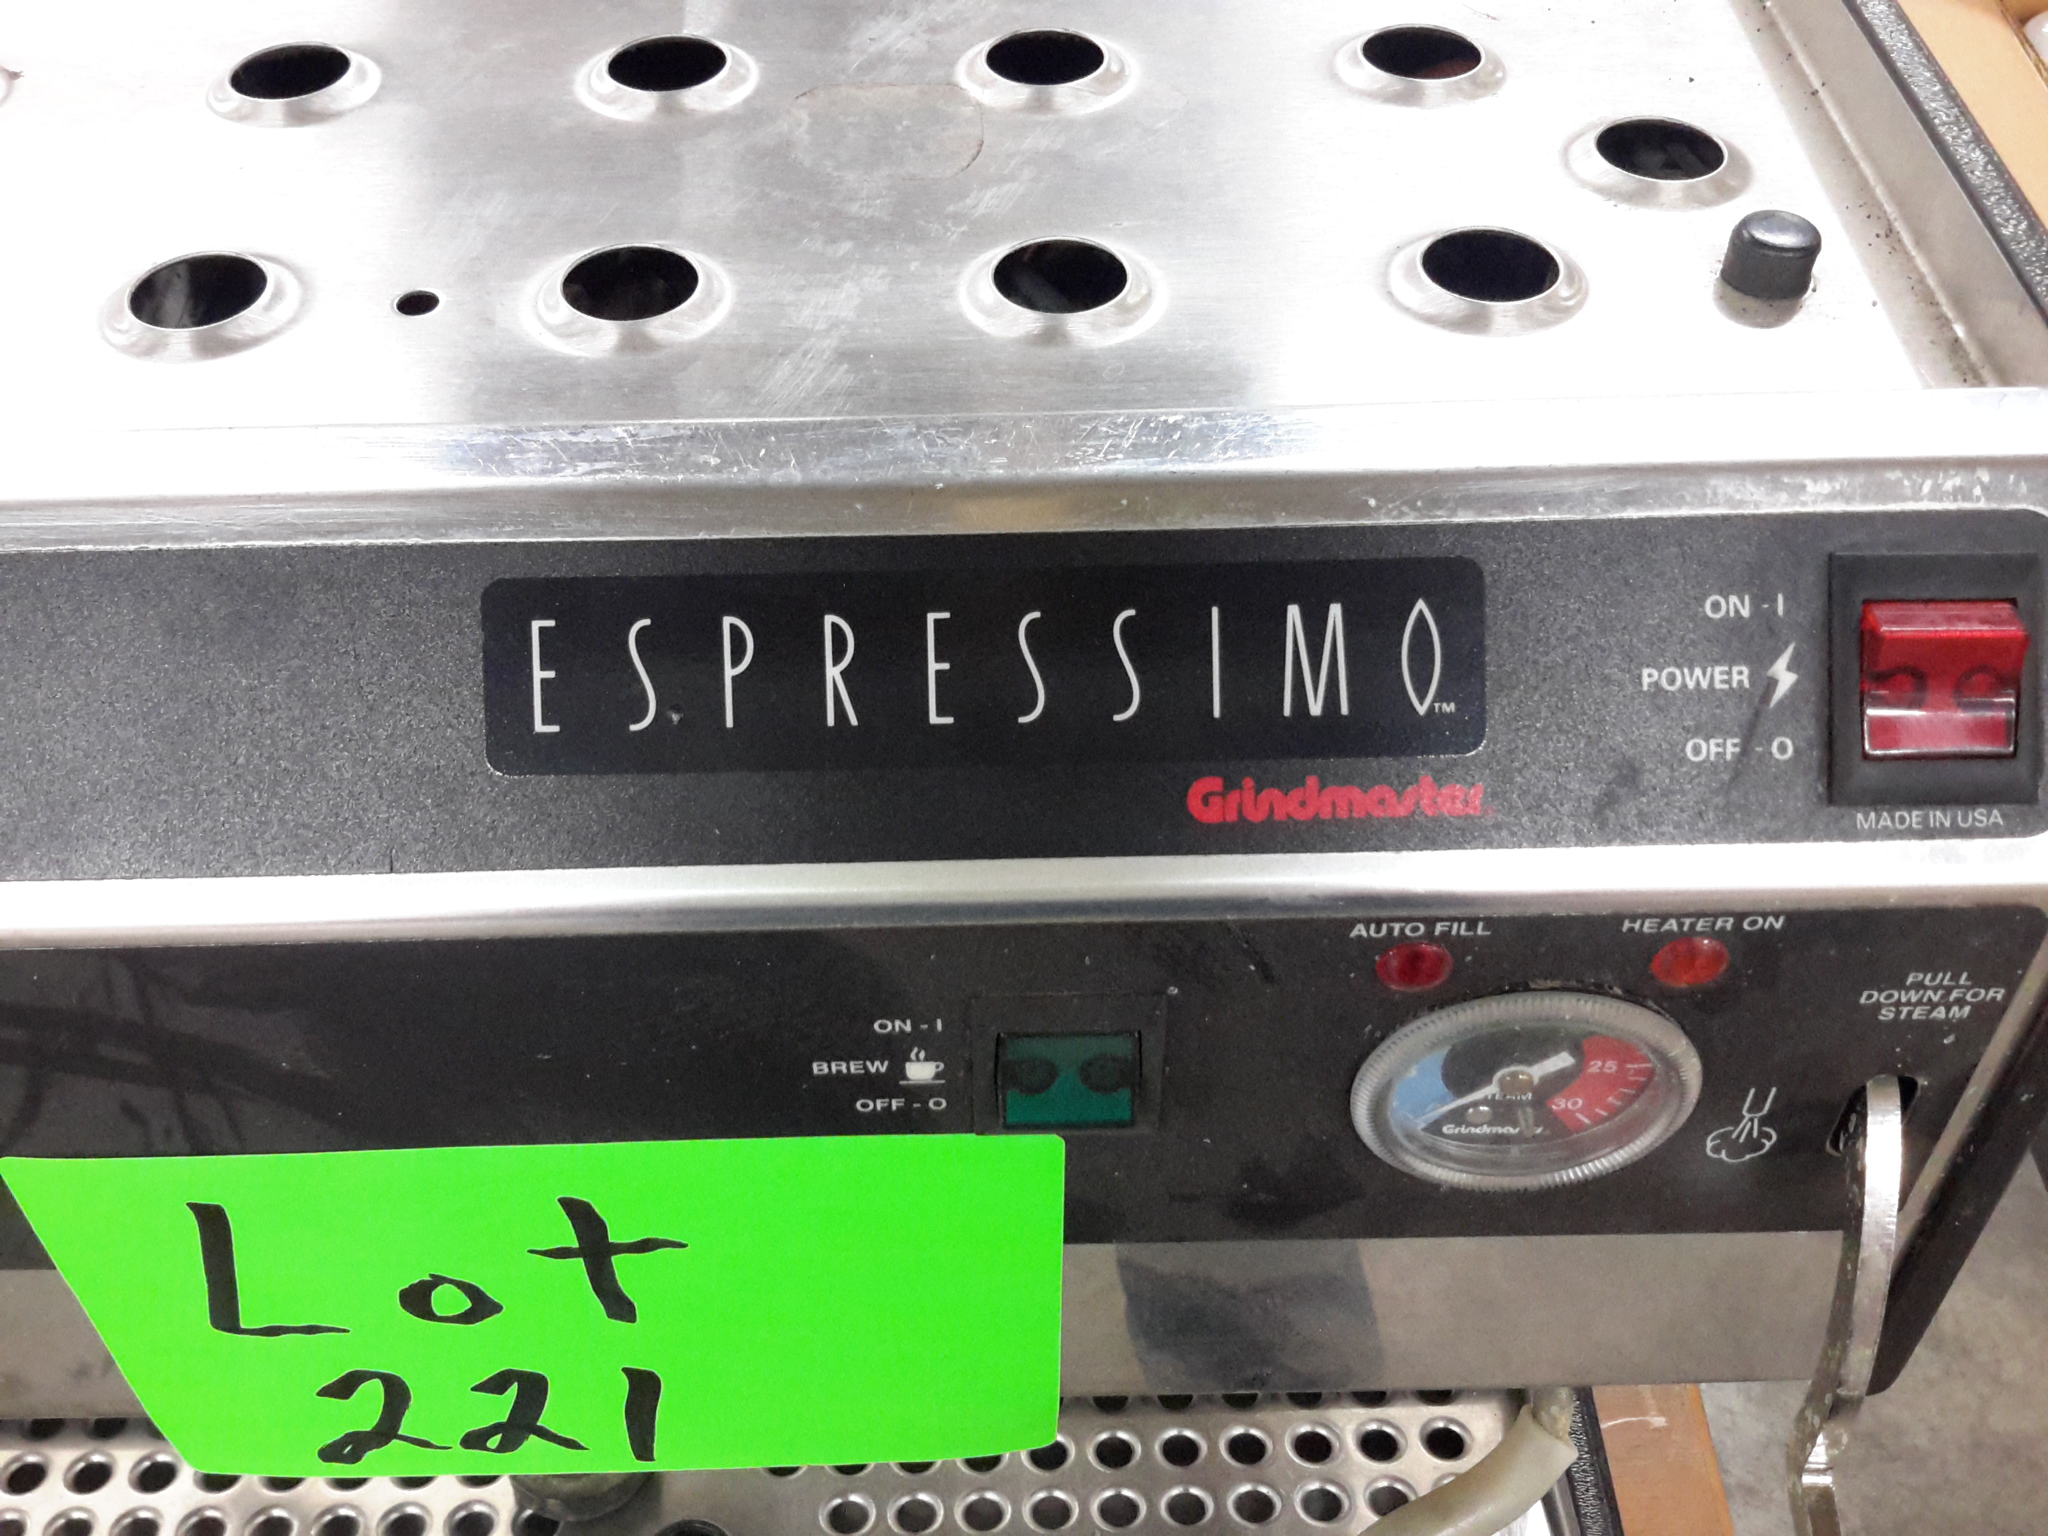 ESPRESSIMO™
Grindmaster
ON - I
POWER
OFF - O
MADE IN USA
AUTO FILL
HEATER ON
PULL
DOWN FOR
STEAM
ON - I
BREW
OFF - O
25
30
Grindmaster
Lot
221